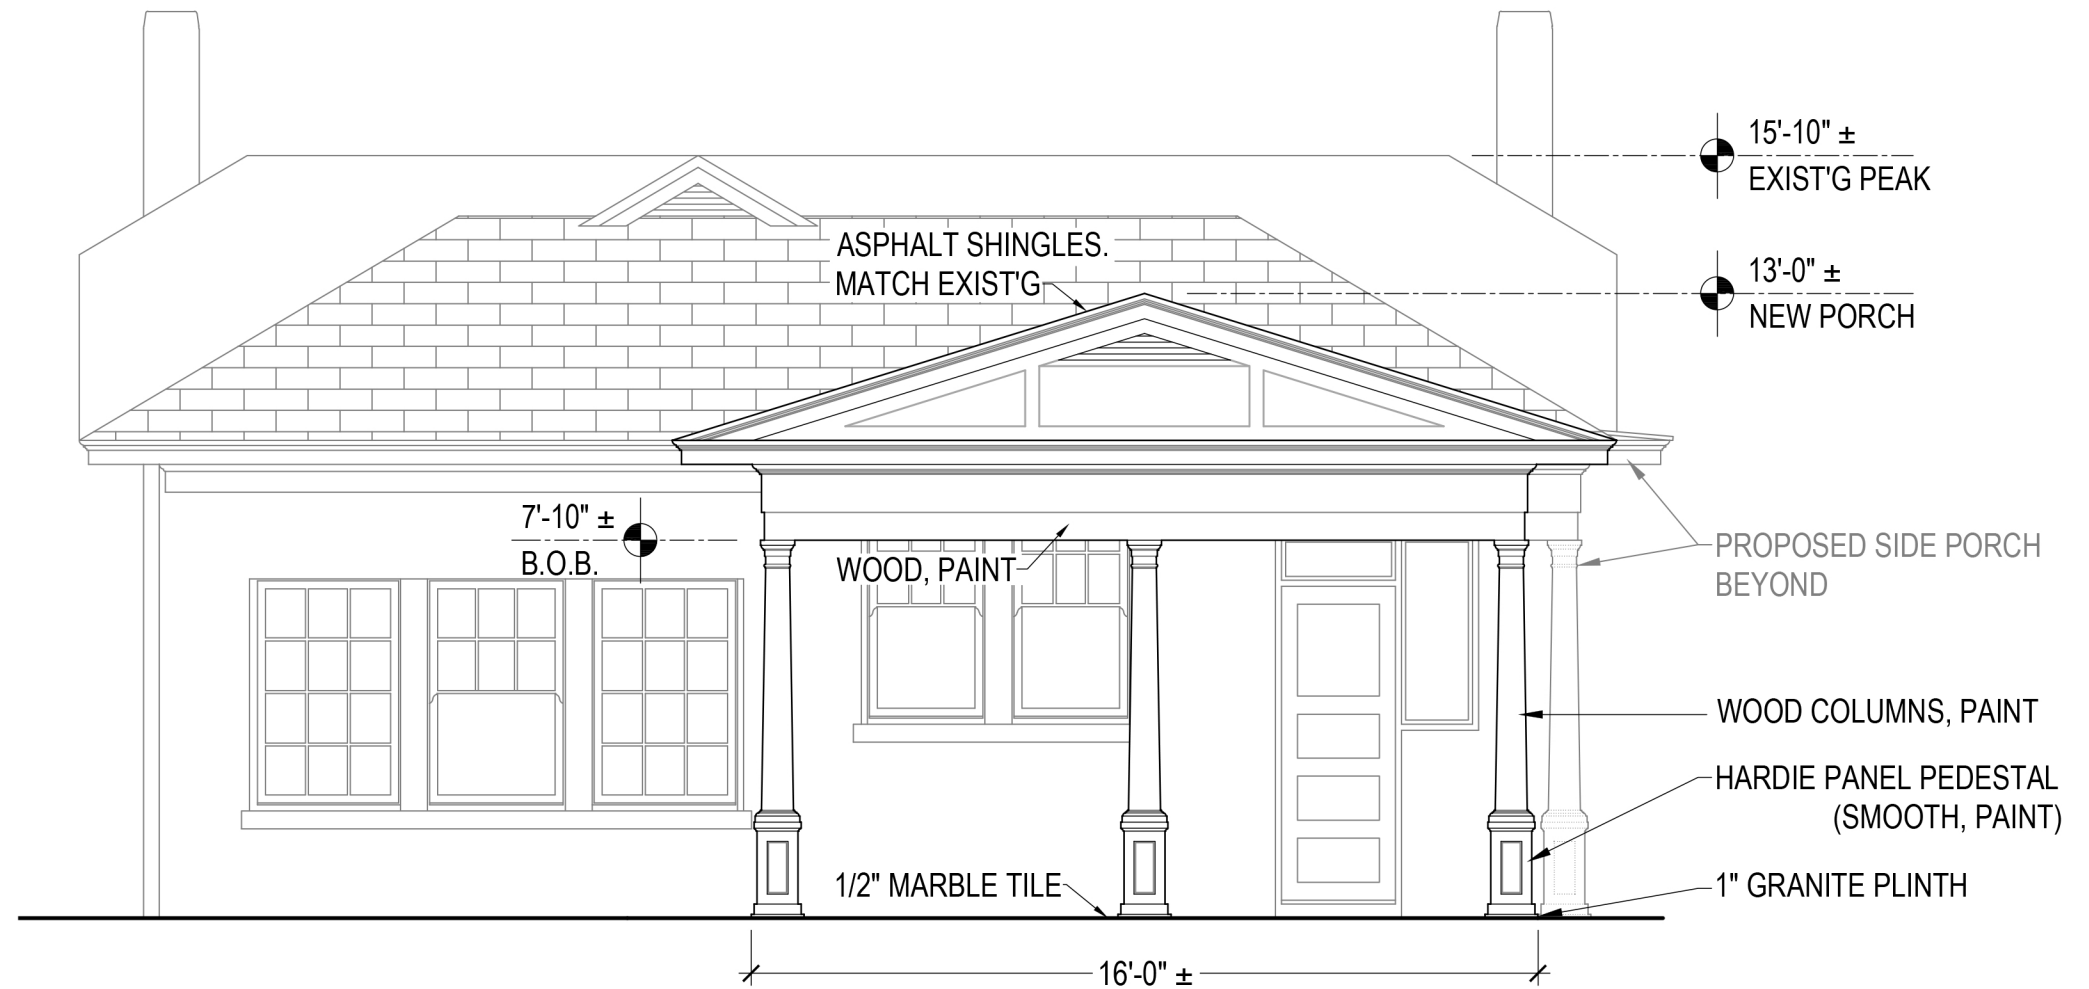 15'-10" ±
EXIST'G PEAK
ASPHALT SHINGLES.
MATCH EXIST'G
13'-0" ±
NEW PORCH
7'-10" ±
B.O.B.
WOOD, PAINT
PROPOSED SIDE PORCH
BEYOND
WOOD COLUMNS, PAINT
HARDIE PANEL PEDESTAL
(SMOOTH, PAINT)
1/2" MARBLE TILE
1" GRANITE PLINTH
16'-0" ±